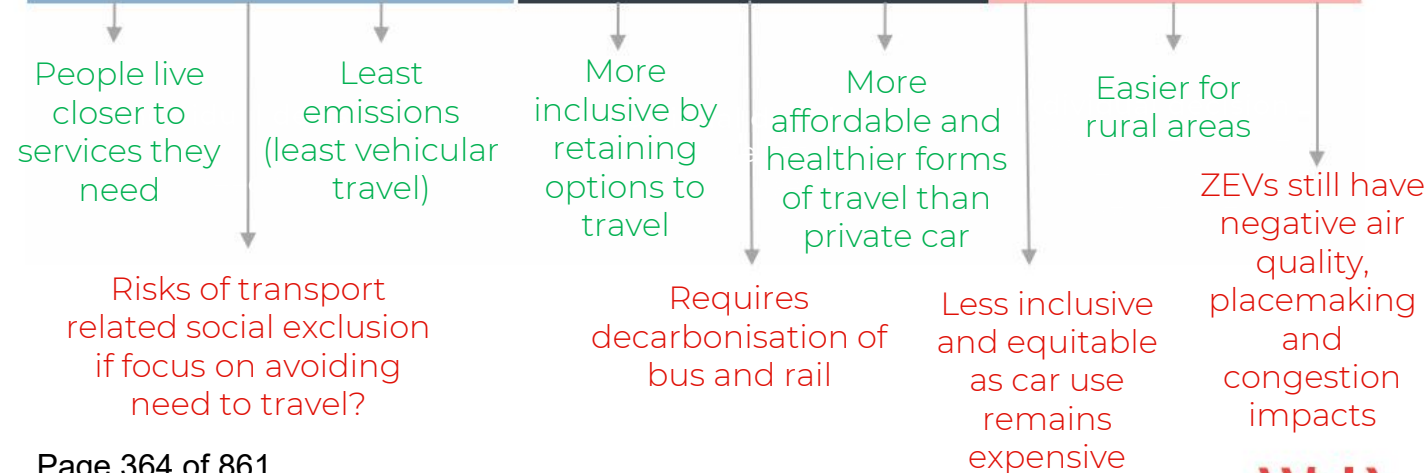 People live
closer to
services they
need
Least
emissions
(least vehicular
travel)
More
inclusive by
retaining
options to
travel
More
affordable and
healthier forms
of travel than
private car
Easier for
rural areas
ZEVs still have
negative air
quality,
placemaking
and
congestion
impacts
Risks of transport
related social exclusion
if focus on avoiding
need to travel?
Requires
decarbonisation of
bus and rail
Less inclusive
and equitable
as car use
remains
expensive
Page 364 of 861